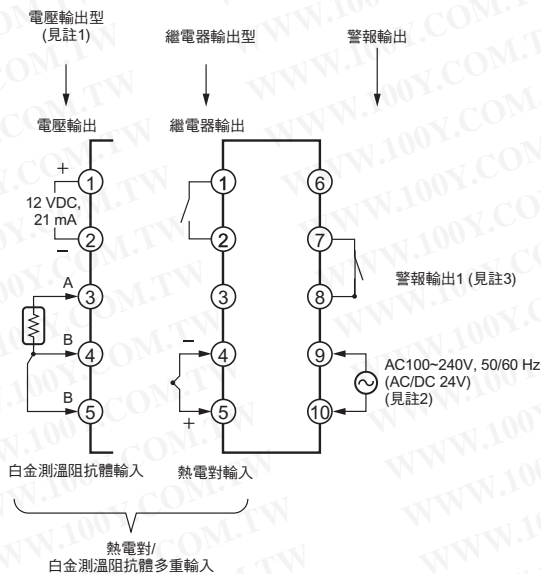 電壓輸出型
(見註1)
繼電器輸出型
警報輸出
電壓輸出
繼電器輸出
+
12 VDC,
21 mA
−
A
B
B
1
2
3
4
5
1
2
3
4
5
−
+
6
7
8
9
10
警報輸出1 (見註3)
AC100~240V, 50/60 Hz
(AC/DC 24V)
(見註2)
白金測溫阻抗體輸入
熱電對輸入
熱電對/
白金測溫阻抗體多重輸入
WWW.100Y.COM.TW